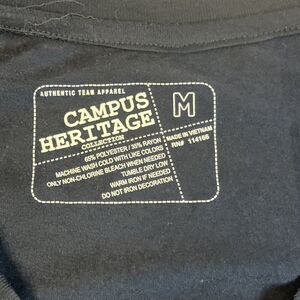 AUTHENTIC TEAM APPAREL
CAMPUS
HERITAGE
COLLECTION
M
65% POLYESTER / 35% RAYON
MACHINE WASH COLD WITH LIKE COLORS
ONLY NON-CHLORINE BLEACH WHEN NEEDED
TUMBLE DRY LOW
WARM IRON IF NEEDED
DO NOT IRON DECORATION
MADE IN VIETNAM
RN# 114166